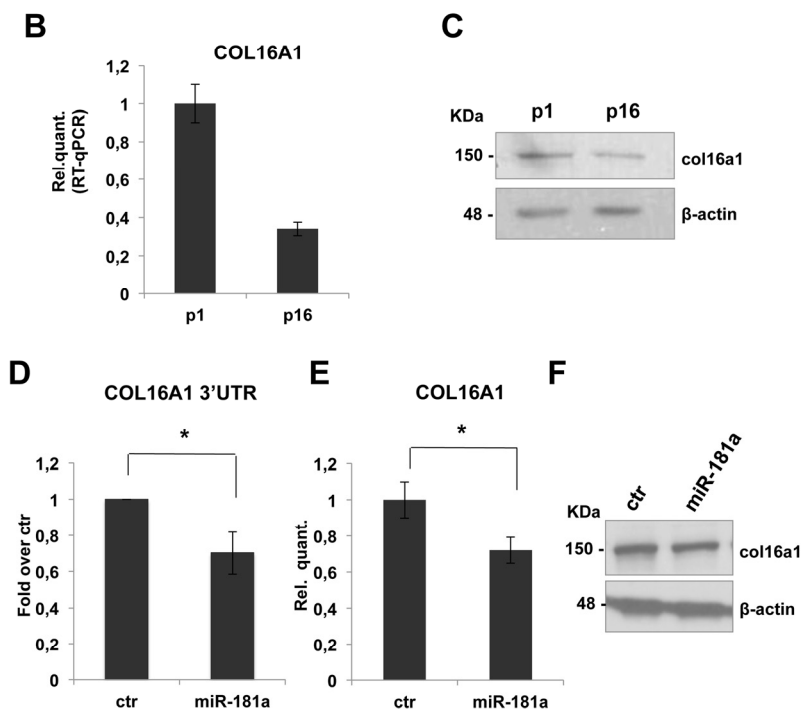 B
COL16A1
Rel.quant.
(RT-qPCR)
1,2
1
0,8
0,6
0,4
0,2
0
p1 p16
C
KDa p1 p16
150 - col16a1
48 - β-actin
D
COL16A1 3’UTR
*
Fold over ctr
1,2
1
0,8
0,6
0,4
0,2
0
ctr miR-181a
E
COL16A1
*
Rel. quant.
1,2
1
0,8
0,6
0,4
0,2
0
ctr miR-181a
F
ctr miR-181a
KDa
150 - col16a1
48 - β-actin